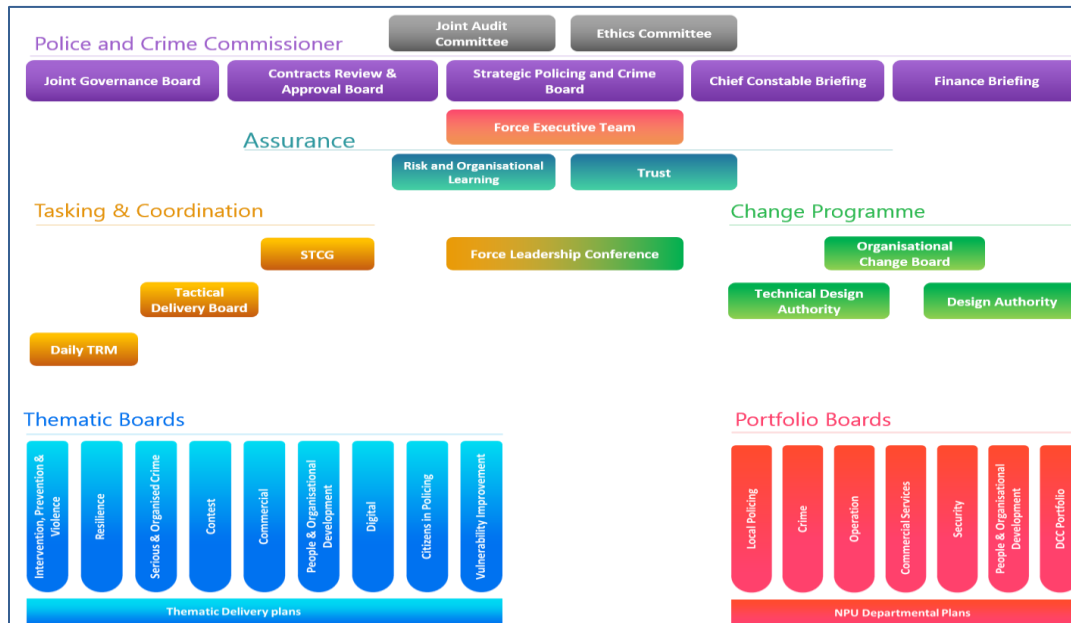 Joint Audit
Committee
Ethics Committee
Police and Crime Commissioner
Joint Governance Board
Contracts Review &
Approval Board
Strategic Policing and Crime
Board
Chief Constable Briefing
Finance Briefing
Force Executive Team
Assurance
Risk and Organisational
Learning
Trust
Tasking & Coordination
Change Programme
STCG
Force Leadership Conference
Organisational
Change Board
Tactical
Delivery Board
Technical Design
Authority
Design Authority
Daily TRM
Thematic Boards
Portfolio Boards
Intervention, Prevention &
Violence
Resilience
Serious & Organised Crime
Contest
Commercial
People & Organisational
Development
Digital
Citizens in Policing
Vulnerability Improvement
Local Policing
Crime
Operation
Commercial Services
Security
People & Organisational
Development
DCC Portfolio
Thematic Delivery plans
NPU Departmental Plans